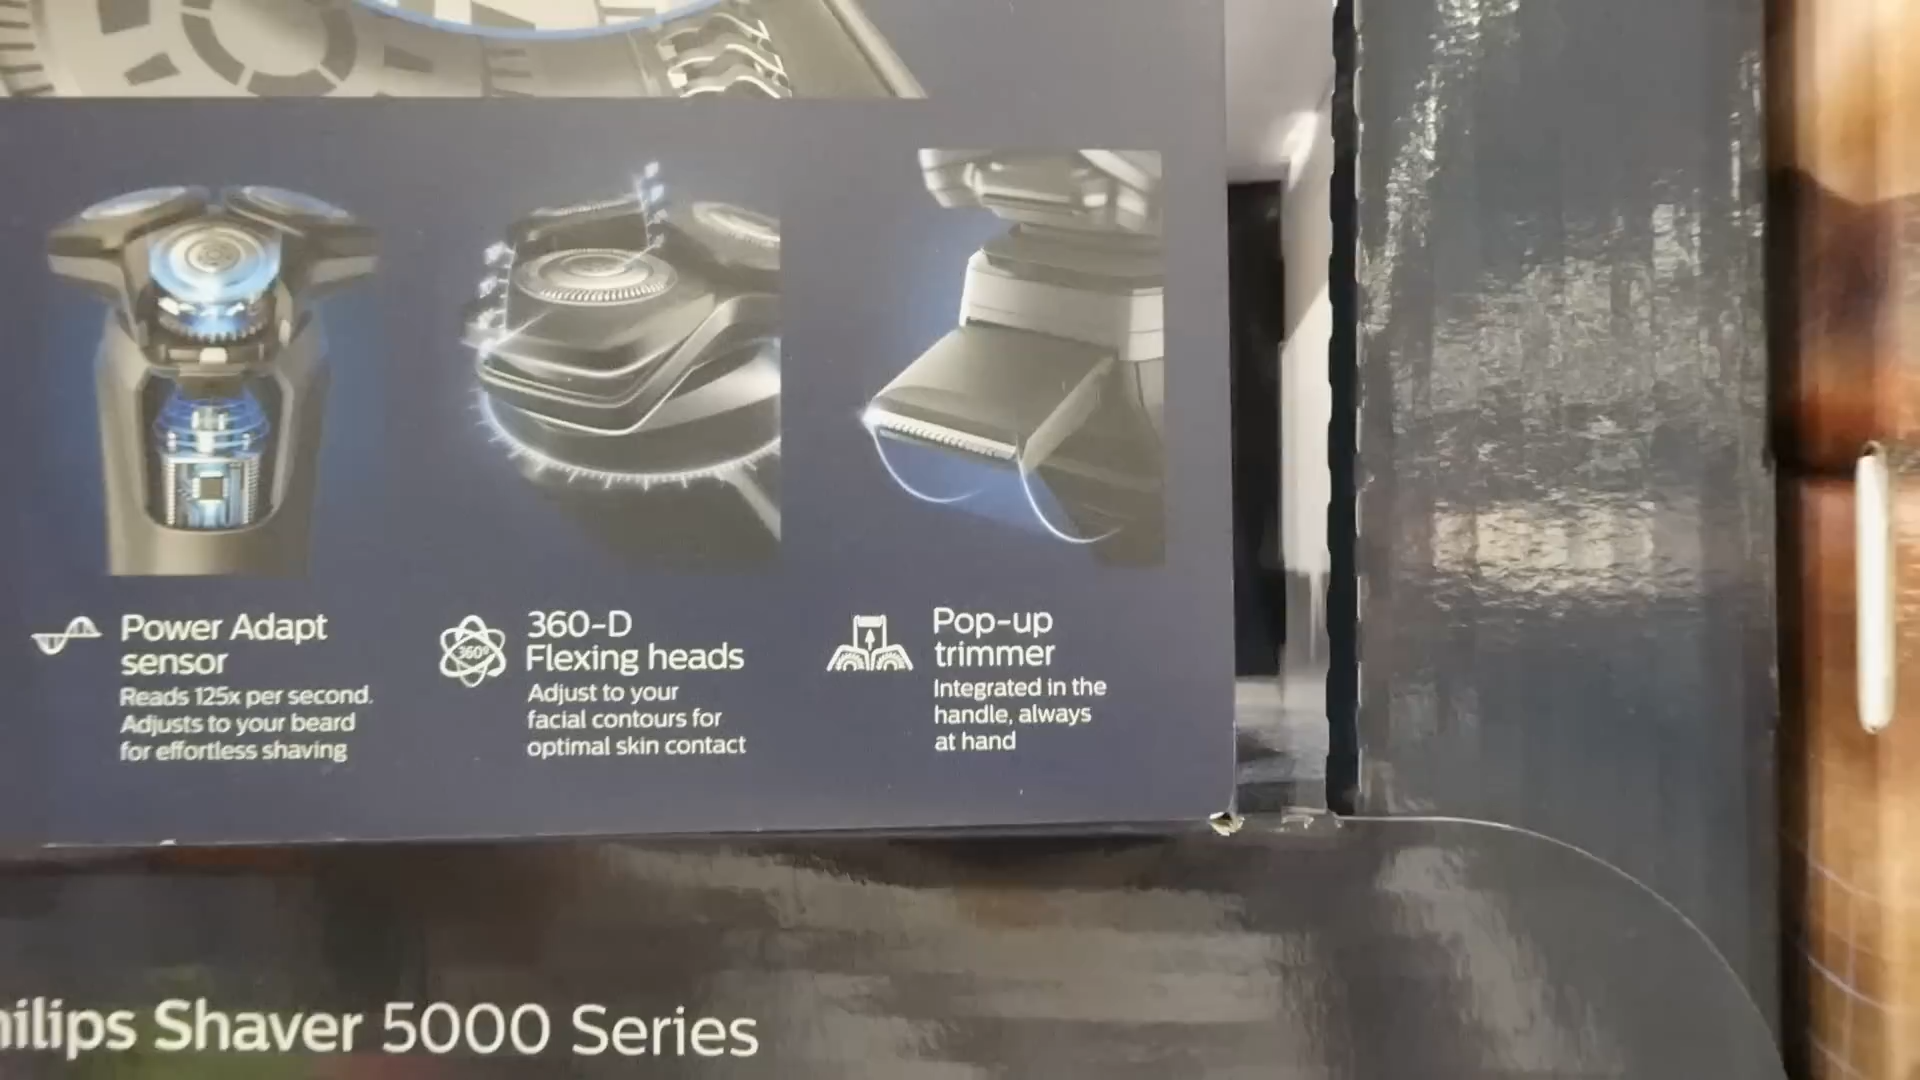 Power Adapt
sensor
Reads 125x per second.
Adjusts to your beard
for effortless shaving
360°
360-D
Flexing heads
Adjust to your
facial contours for
optimal skin contact
Pop-up
trimmer
Integrated in the
handle, always
at hand
hilips Shaver 5000 Series